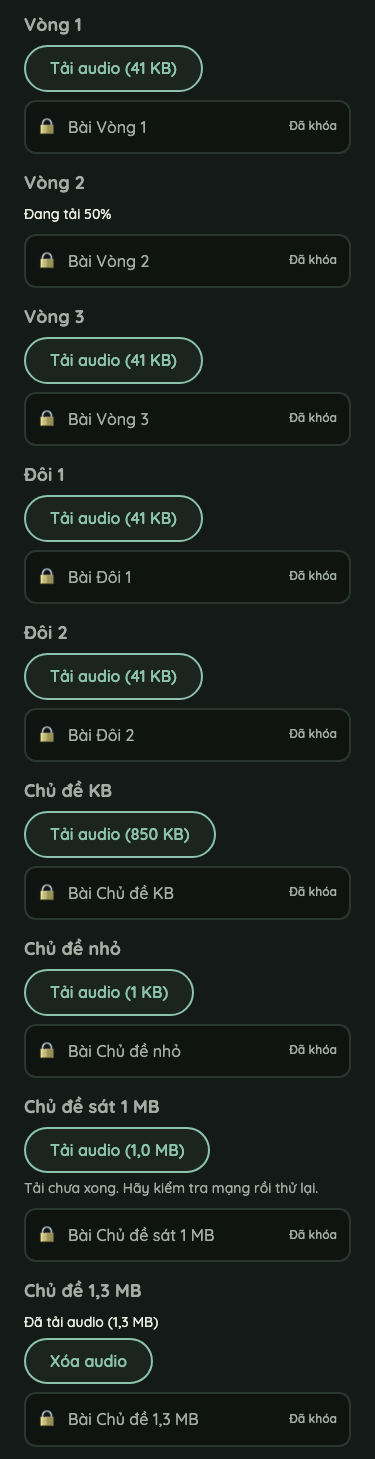 Vòng 1
Tải audio (41 KB)
Bài Vòng 1 Đã khóa
Vòng 2
Đang tải 50%
Bài Vòng 2 Đã khóa
Vòng 3
Tải audio (41 KB)
Bài Vòng 3 Đã khóa
Đôi 1
Tải audio (41 KB)
Bài Đôi 1 Đã khóa
Đôi 2
Tải audio (41 KB)
Bài Đôi 2 Đã khóa
Chủ đề KB
Tải audio (850 KB)
Bài Chủ đề KB Đã khóa
Chủ đề nhỏ
Tải audio (1 KB)
Bài Chủ đề nhỏ Đã khóa
Chủ đề sát 1 MB
Tải audio (1,0 MB)
Tải chưa xong. Hãy kiểm tra mạng rồi thử lại.
Bài Chủ đề sát 1 MB Đã khóa
Chủ đề 1,3 MB
Đã tải audio (1,3 MB)
Xóa audio
Bài Chủ đề 1,3 MB Đã khóa